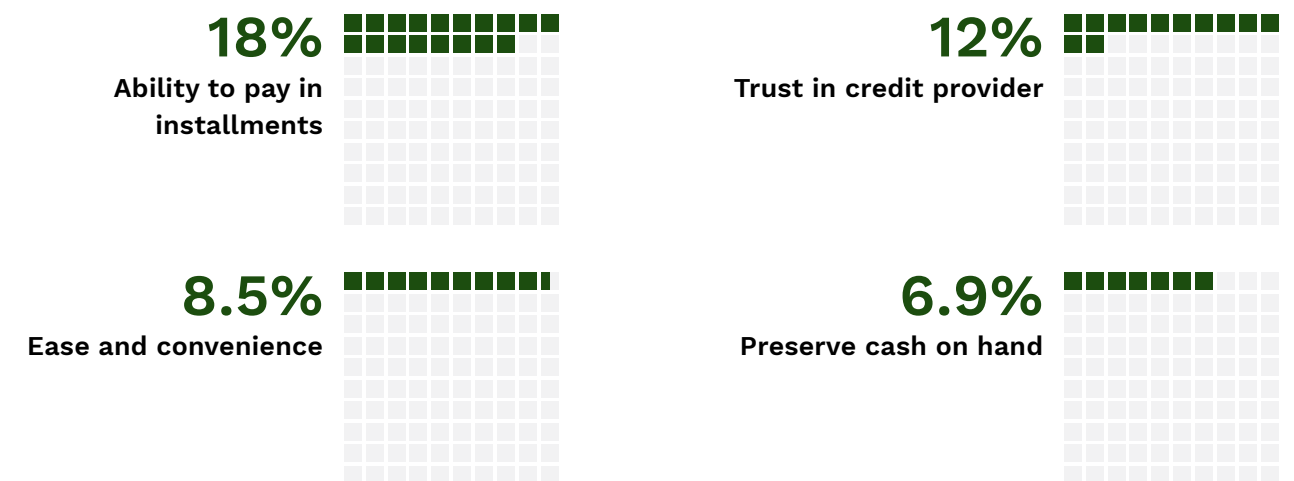 18%
Ability to pay in
installments
12%
Trust in credit provider
8.5%
Ease and convenience
6.9%
Preserve cash on hand